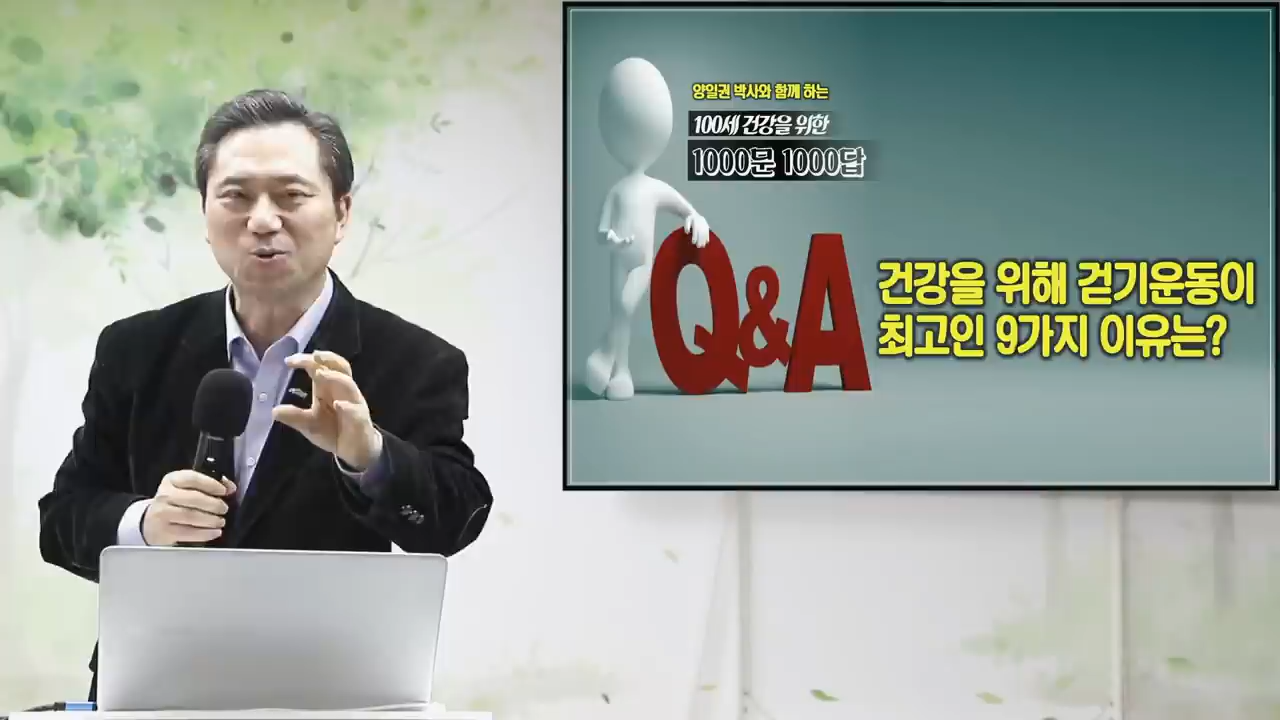 양일권 박사와 함께 하는
100세 건강을 위한
1000문 1000답
Q&A
건강을 위해 걷기운동이
최고인 9가지 이유는?